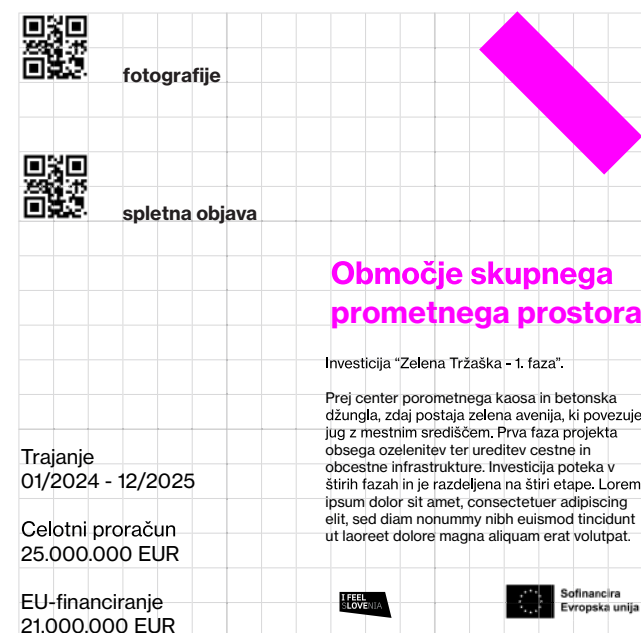 fotografije
spletna objava
Območje skupnega
prometnega prostora
Investicija “Zelena Tržaška - 1. faza”.
Prej center porometnega kaosa in betonska
džungla, zdaj postaja zelena avenija, ki povezuje
jug z mestnim središčem. Prva faza projekta
obsega ozelenitev ter ureditev cestne in
obcestne infrastrukture. Investicija poteka v
štirih fazah in je razdeljena na štiri etape. Lorem
ipsum dolor sit amet, consectetuer adipiscing
elit, sed diam nonummy nibh euismod tincidunt
ut laoreet dolore magna aliquam erat volutpat.
Trajanje
01/2024 - 12/2025
Celotni proračun
25.000.000 EUR
EU-financiranje
21.000.000 EUR
I FEEL
SLOVENIA
Sofinancira
Evropska unija